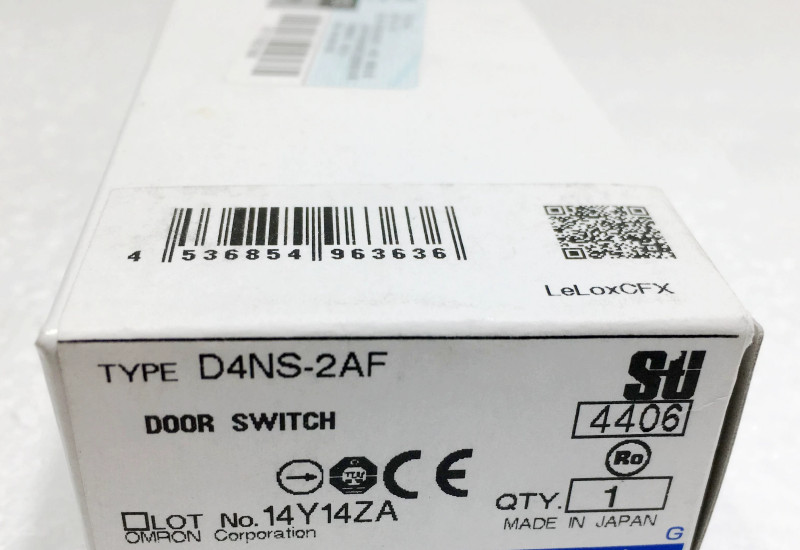 4 536854 963636
LeLoxCFX
TYPE D4NS-2AF
Sti
DOOR SWITCH
4406
CE
Ro
QTY. 1
LOT No. 14Y14ZA
MADE IN JAPAN
OMRON Corporation
G